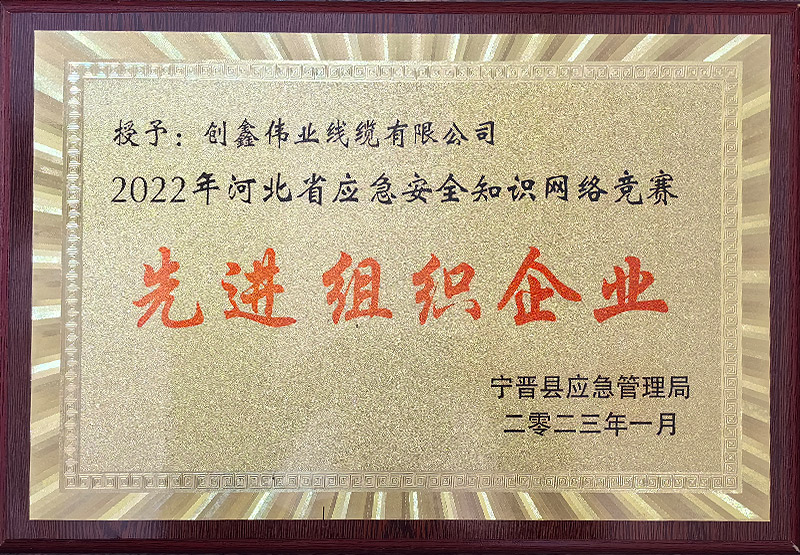 授予：创鑫伟业线缆有限公司
2022年河北省应急安全知识网络竞赛
先进组织企业
宁晋县应急管理局
二零二三年一月